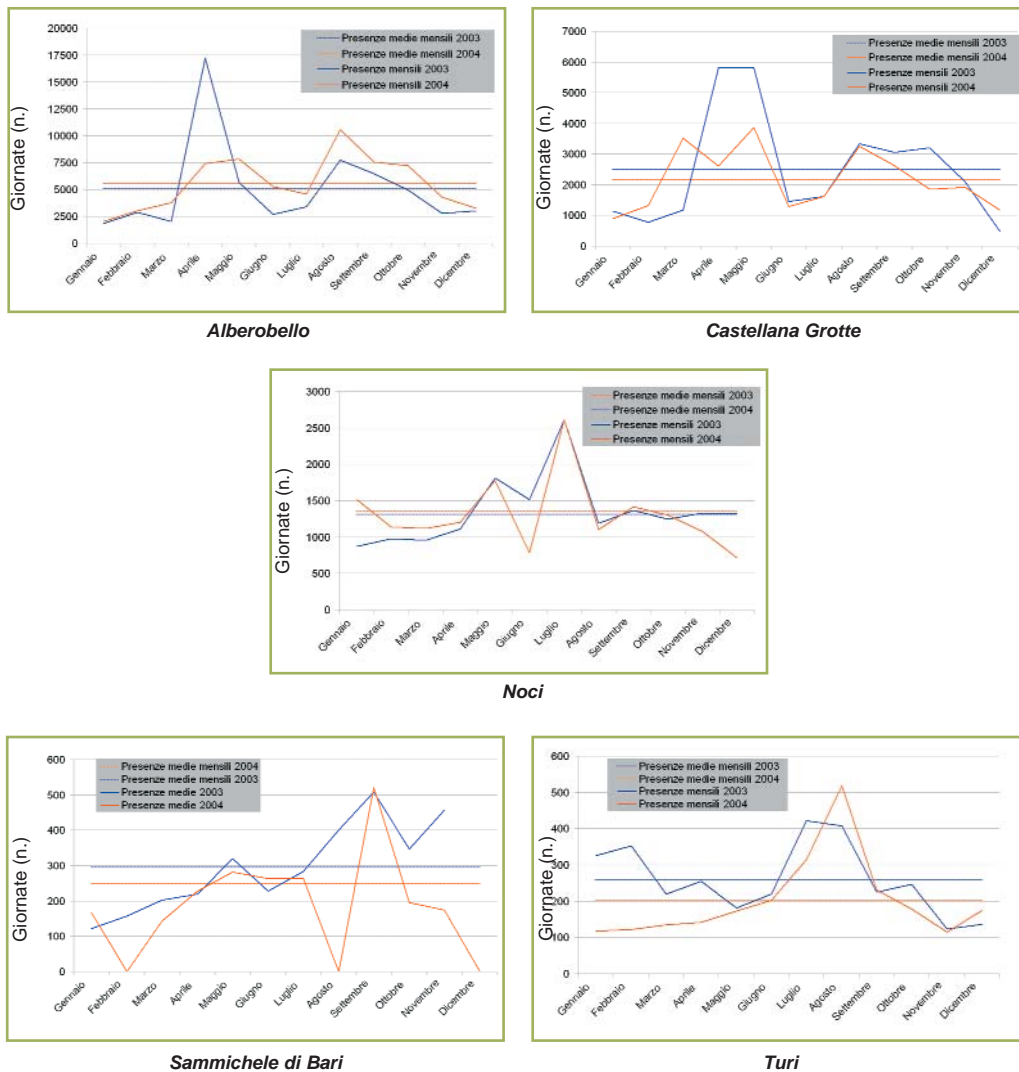 20000
17500
15000
12500
10000
7500
5000
2500
0
Giornate (n.)
Presenze medie mensili 2003
Presenze medie mensili 2004
Presenze mensili 2003
Presenze mensili 2004
Gennaio
Febbraio
Marzo
Aprile
Maggio
Giugno
Luglio
Agosto
Settembre
Ottobre
Novembre
Dicembre
Alberobello
7000
6000
5000
4000
3000
2000
1000
0
Giornate (n.)
Presenze medie mensili 2003
Presenze medie mensili 2004
Presenze mensili 2003
Presenze mensili 2004
Gennaio
Febbraio
Marzo
Aprile
Maggio
Giugno
Luglio
Agosto
Settembre
Ottobre
Novembre
Dicembre
Castellana Grotte
3000
2500
2000
1500
1000
500
0
Giornate (n.)
Presenze medie mensili 2003
Presenze medie mensili 2004
Presenze mensili 2003
Presenze mensili 2004
Gennaio
Febbraio
Marzo
Aprile
Maggio
Giugno
Luglio
Agosto
Settembre
Ottobre
Novembre
Dicembre
Noci
600
500
400
300
200
100
0
Giornate (n.)
Presenze medie mensili 2004
Presenze medie mensili 2003
Presenze medie 2003
Presenze medie 2004
Gennaio
Febbraio
Marzo
Aprile
Maggio
Giugno
Luglio
Agosto
Settembre
Ottobre
Novembre
Dicembre
Sammichele di Bari
600
500
400
300
200
100
0
Giornate (n.)
Presenze medie mensili 2003
Presenze medie mensili 2004
Presenze mensili 2003
Presenze mensili 2004
Gennaio
Febbraio
Marzo
Aprile
Maggio
Giugno
Luglio
Agosto
Settembre
Ottobre
Novembre
Dicembre
Turi